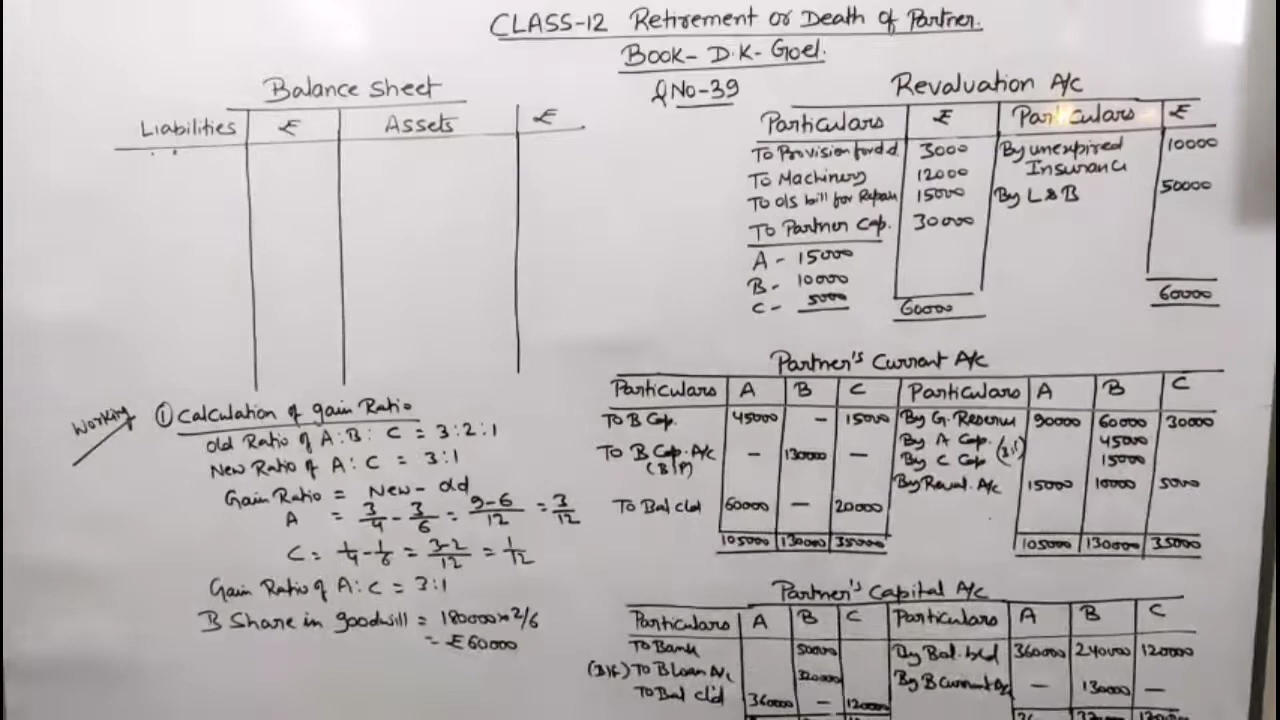 CLASS-12 Retirement or Death of Partner.
Book- D.K- Goel.
QNo-39
Balance Sheet
Liabilities ₹ Assets ₹
Revaluation A/c
Particulars ₹ Particulars ₹
To Provision for d.d 3000 By unexpired Insurance 10000
To Machinery 12000
To o/s bill for Repair 15000 By L&B 50000
To Partner Cap. 30000
A - 15000
B - 10000
C - 5000
60000 60000
Working ① Calculation of gain Ratio
old Ratio of A:B:C = 3:2:1
New Ratio of A:C = 3:1
Gain Ratio = New - old
A = 3/4 - 3/6 = 9-6/12 = 3/12
C = 1/4 - 1/6 = 3-2/12 = 1/12
Gain Ratio of A:C = 3:1
B Share in goodwill = 180000×2/6
= ₹60000
Partner's Current A/c
Particulars A B C Particulars A B C
To B Cap. 45000 - 15000 By G. Reserve 90000 60000 30000
By A Cap. 45000
To B Cap. A/c (B/f) - 130000 - By C Cap (3:1) 15000
By Reval. A/c 15000 10000 5000
To Bal c/d 60000 - 20000
105000 130000 35000 105000 130000 35000
Partner's Capital A/c
Particulars A B C Particulars A B C
To Bank 50000 By Bal. b/d 360000 240000 120000
(B/f) To B Loan A/c 320000 By B Current A/c - 130000 -
To Bal c/d 360000 - 120000